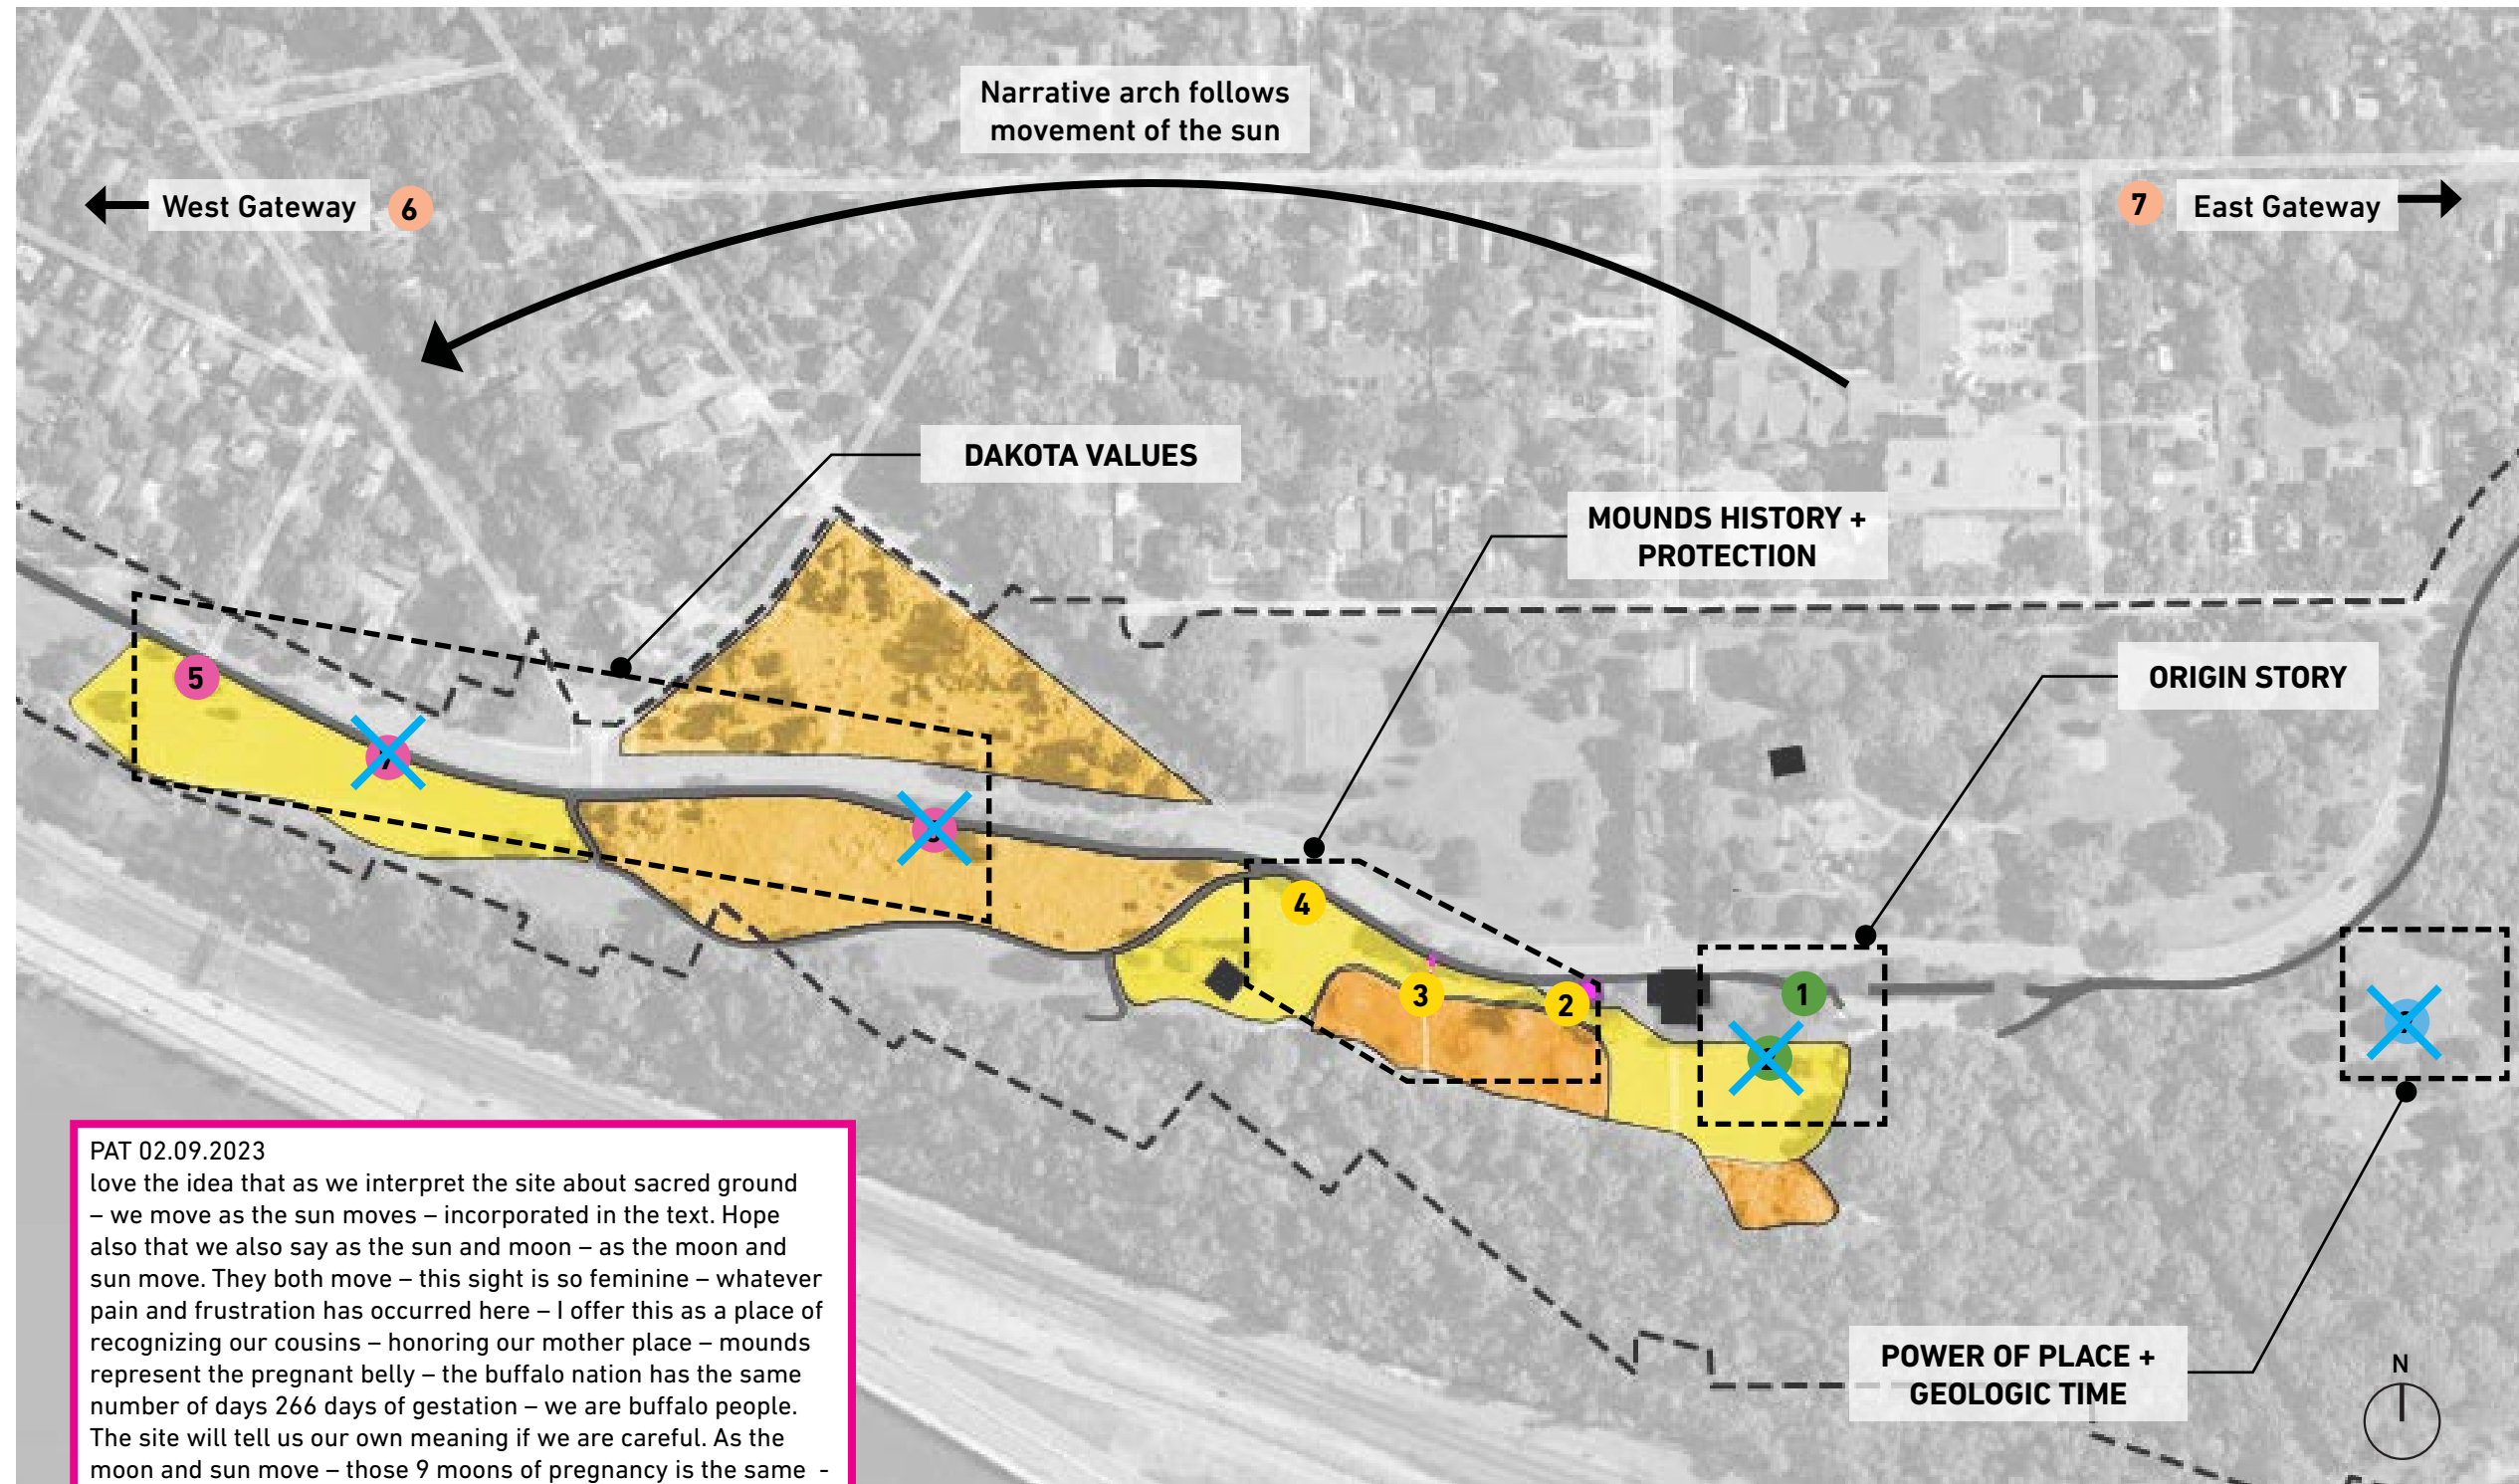 Narrative arch follows
movement of the sun
West Gateway
6
7
East Gateway
DAKOTA VALUES
MOUNDS HISTORY +
PROTECTION
ORIGIN STORY
5
4
3
2
1
POWER OF PLACE +
GEOLOGIC TIME
N
PAT 02.09.2023
love the idea that as we interpret the site about sacred ground
– we move as the sun moves – incorporated in the text. Hope
also that we also say as the sun and moon – as the moon and
sun move. They both move – this sight is so feminine – whatever
pain and frustration has occurred here – I offer this as a place of
recognizing our cousins – honoring our mother place – mounds
represent the pregnant belly – the buffalo nation has the same
number of days 266 days of gestation – we are buffalo people.
The site will tell us our own meaning if we are careful. As the
moon and sun move – those 9 moons of pregnancy is the same -